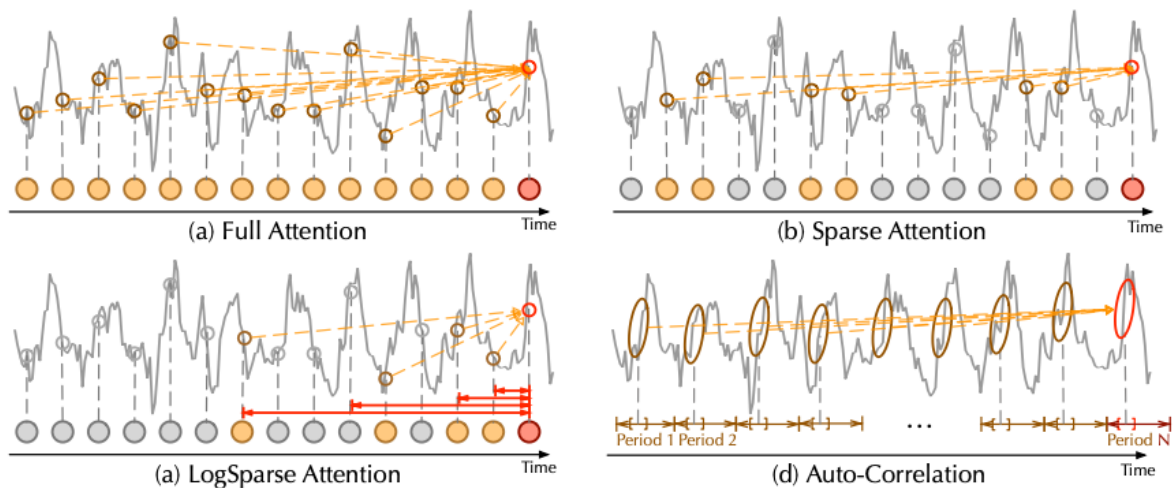 Time
(a) Full Attention
Time
(b) Sparse Attention
Time
(a) LogSparse Attention
Period 1 Period 2 ... Period N
Time
(d) Auto-Correlation